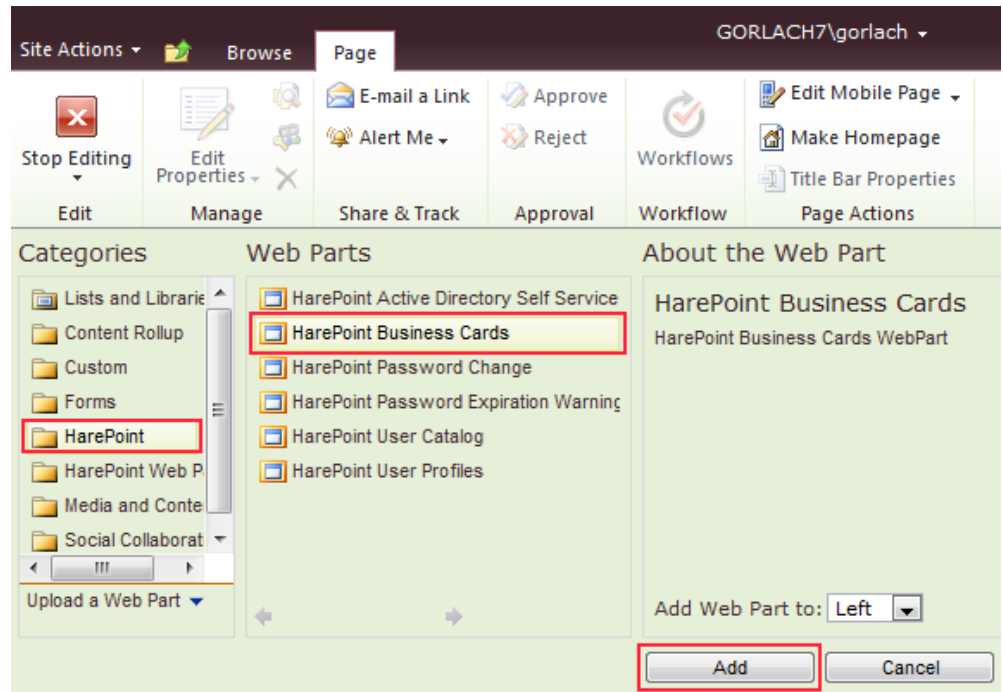 GORLACH7\gorlach
Site Actions
Browse
Page
Stop Editing
Edit
Properties
E-mail a Link
Alert Me
Approve
Reject
Workflows
Edit Mobile Page
Make Homepage
Title Bar Properties
Edit
Manage
Share & Track
Approval
Workflow
Page Actions
Categories
Lists and Librarie
Content Rollup
Custom
Forms
HarePoint
HarePoint Web P
Media and Conte
Social Collaborat
Upload a Web Part
Web Parts
HarePoint Active Directory Self Service
HarePoint Business Cards
HarePoint Password Change
HarePoint Password Expiration Warning
HarePoint User Catalog
HarePoint User Profiles
About the Web Part
HarePoint Business Cards
HarePoint Business Cards WebPart
Add Web Part to: Left
Add
Cancel